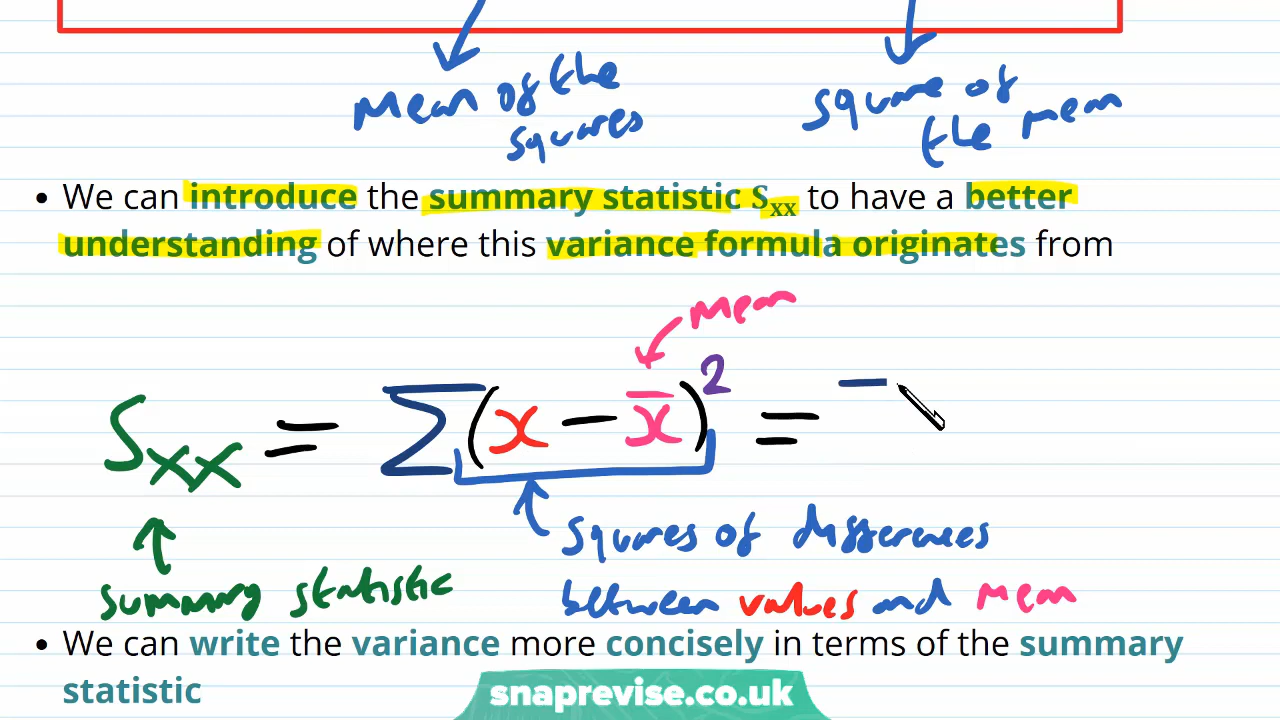 mean of the
squares
square of
the mean
• We can introduce the summary statistic Sxx to have a better
understanding of where this variance formula originates from
mean
Sxx = ∑(x − x̄)² =
squares of differences
between values and mean
summary statistic
• We can write the variance more concisely in terms of the summary
statistic
snaprevise.co.uk